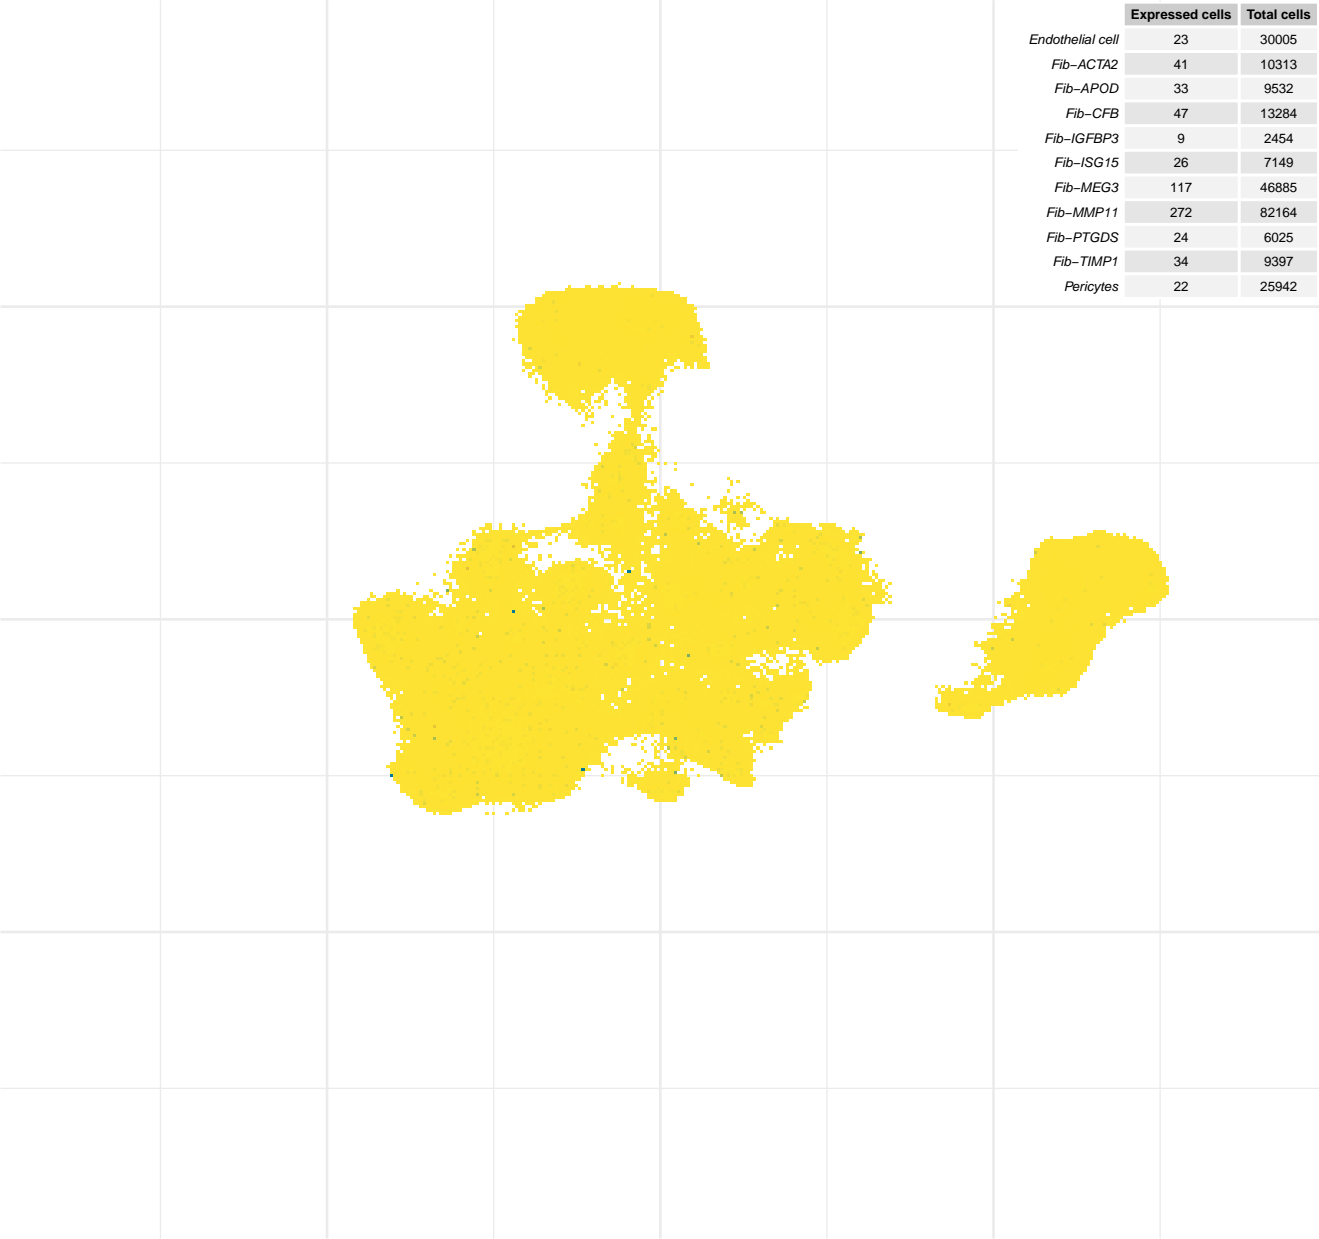 Expressed cells Total cells
Endothelial cell 23 30005
Fib−ACTA2 41 10313
Fib−APOD 33 9532
Fib−CFB 47 13284
Fib−IGFBP3 9 2454
Fib−ISG15 26 7149
Fib−MEG3 117 46885
Fib−MMP11 272 82164
Fib−PTGDS 24 6025
Fib−TIMP1 34 9397
Pericytes 22 25942